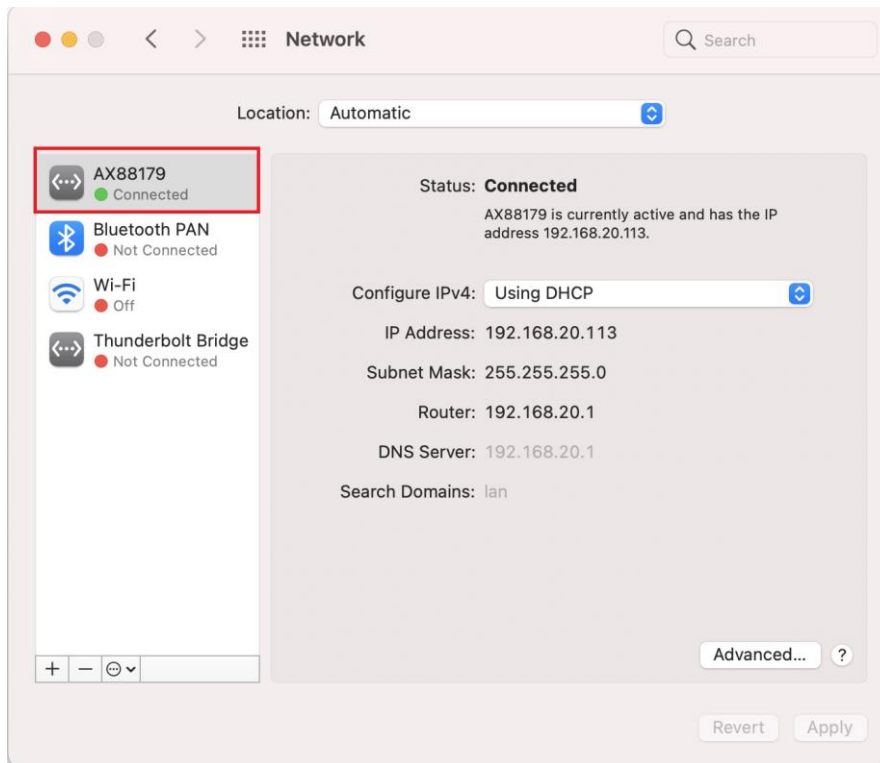 Network
Search
Location: Automatic
AX88179
Connected
Bluetooth PAN
Not Connected
Wi-Fi
Off
Thunderbolt Bridge
Not Connected
Status: Connected
AX88179 is currently active and has the IP
address 192.168.20.113.
Configure IPv4: Using DHCP
IP Address: 192.168.20.113
Subnet Mask: 255.255.255.0
Router: 192.168.20.1
DNS Server: 192.168.20.1
Search Domains: lan
Advanced... ?
Revert Apply